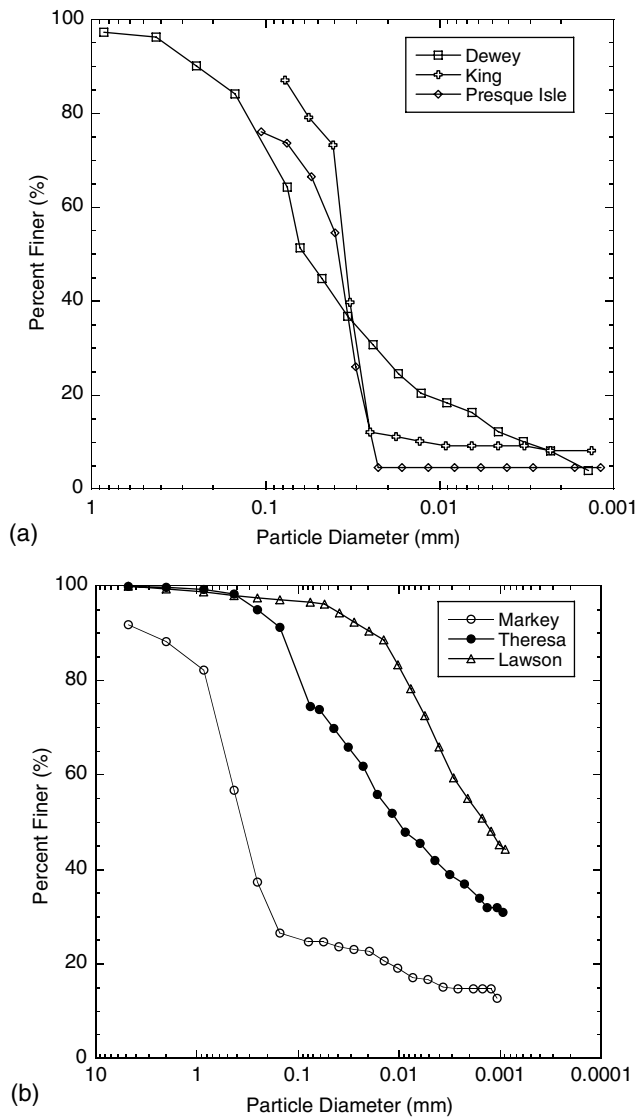 100
80
60
40
20
0
Percent Finer (%)
Dewey
King
Presque Isle
1
0.1
0.01
0.001
Particle Diameter (mm)
(a)
100
80
60
40
20
0
Percent Finer (%)
Markey
Theresa
Lawson
10
1
0.1
0.01
0.001
0.0001
Particle Diameter (mm)
(b)